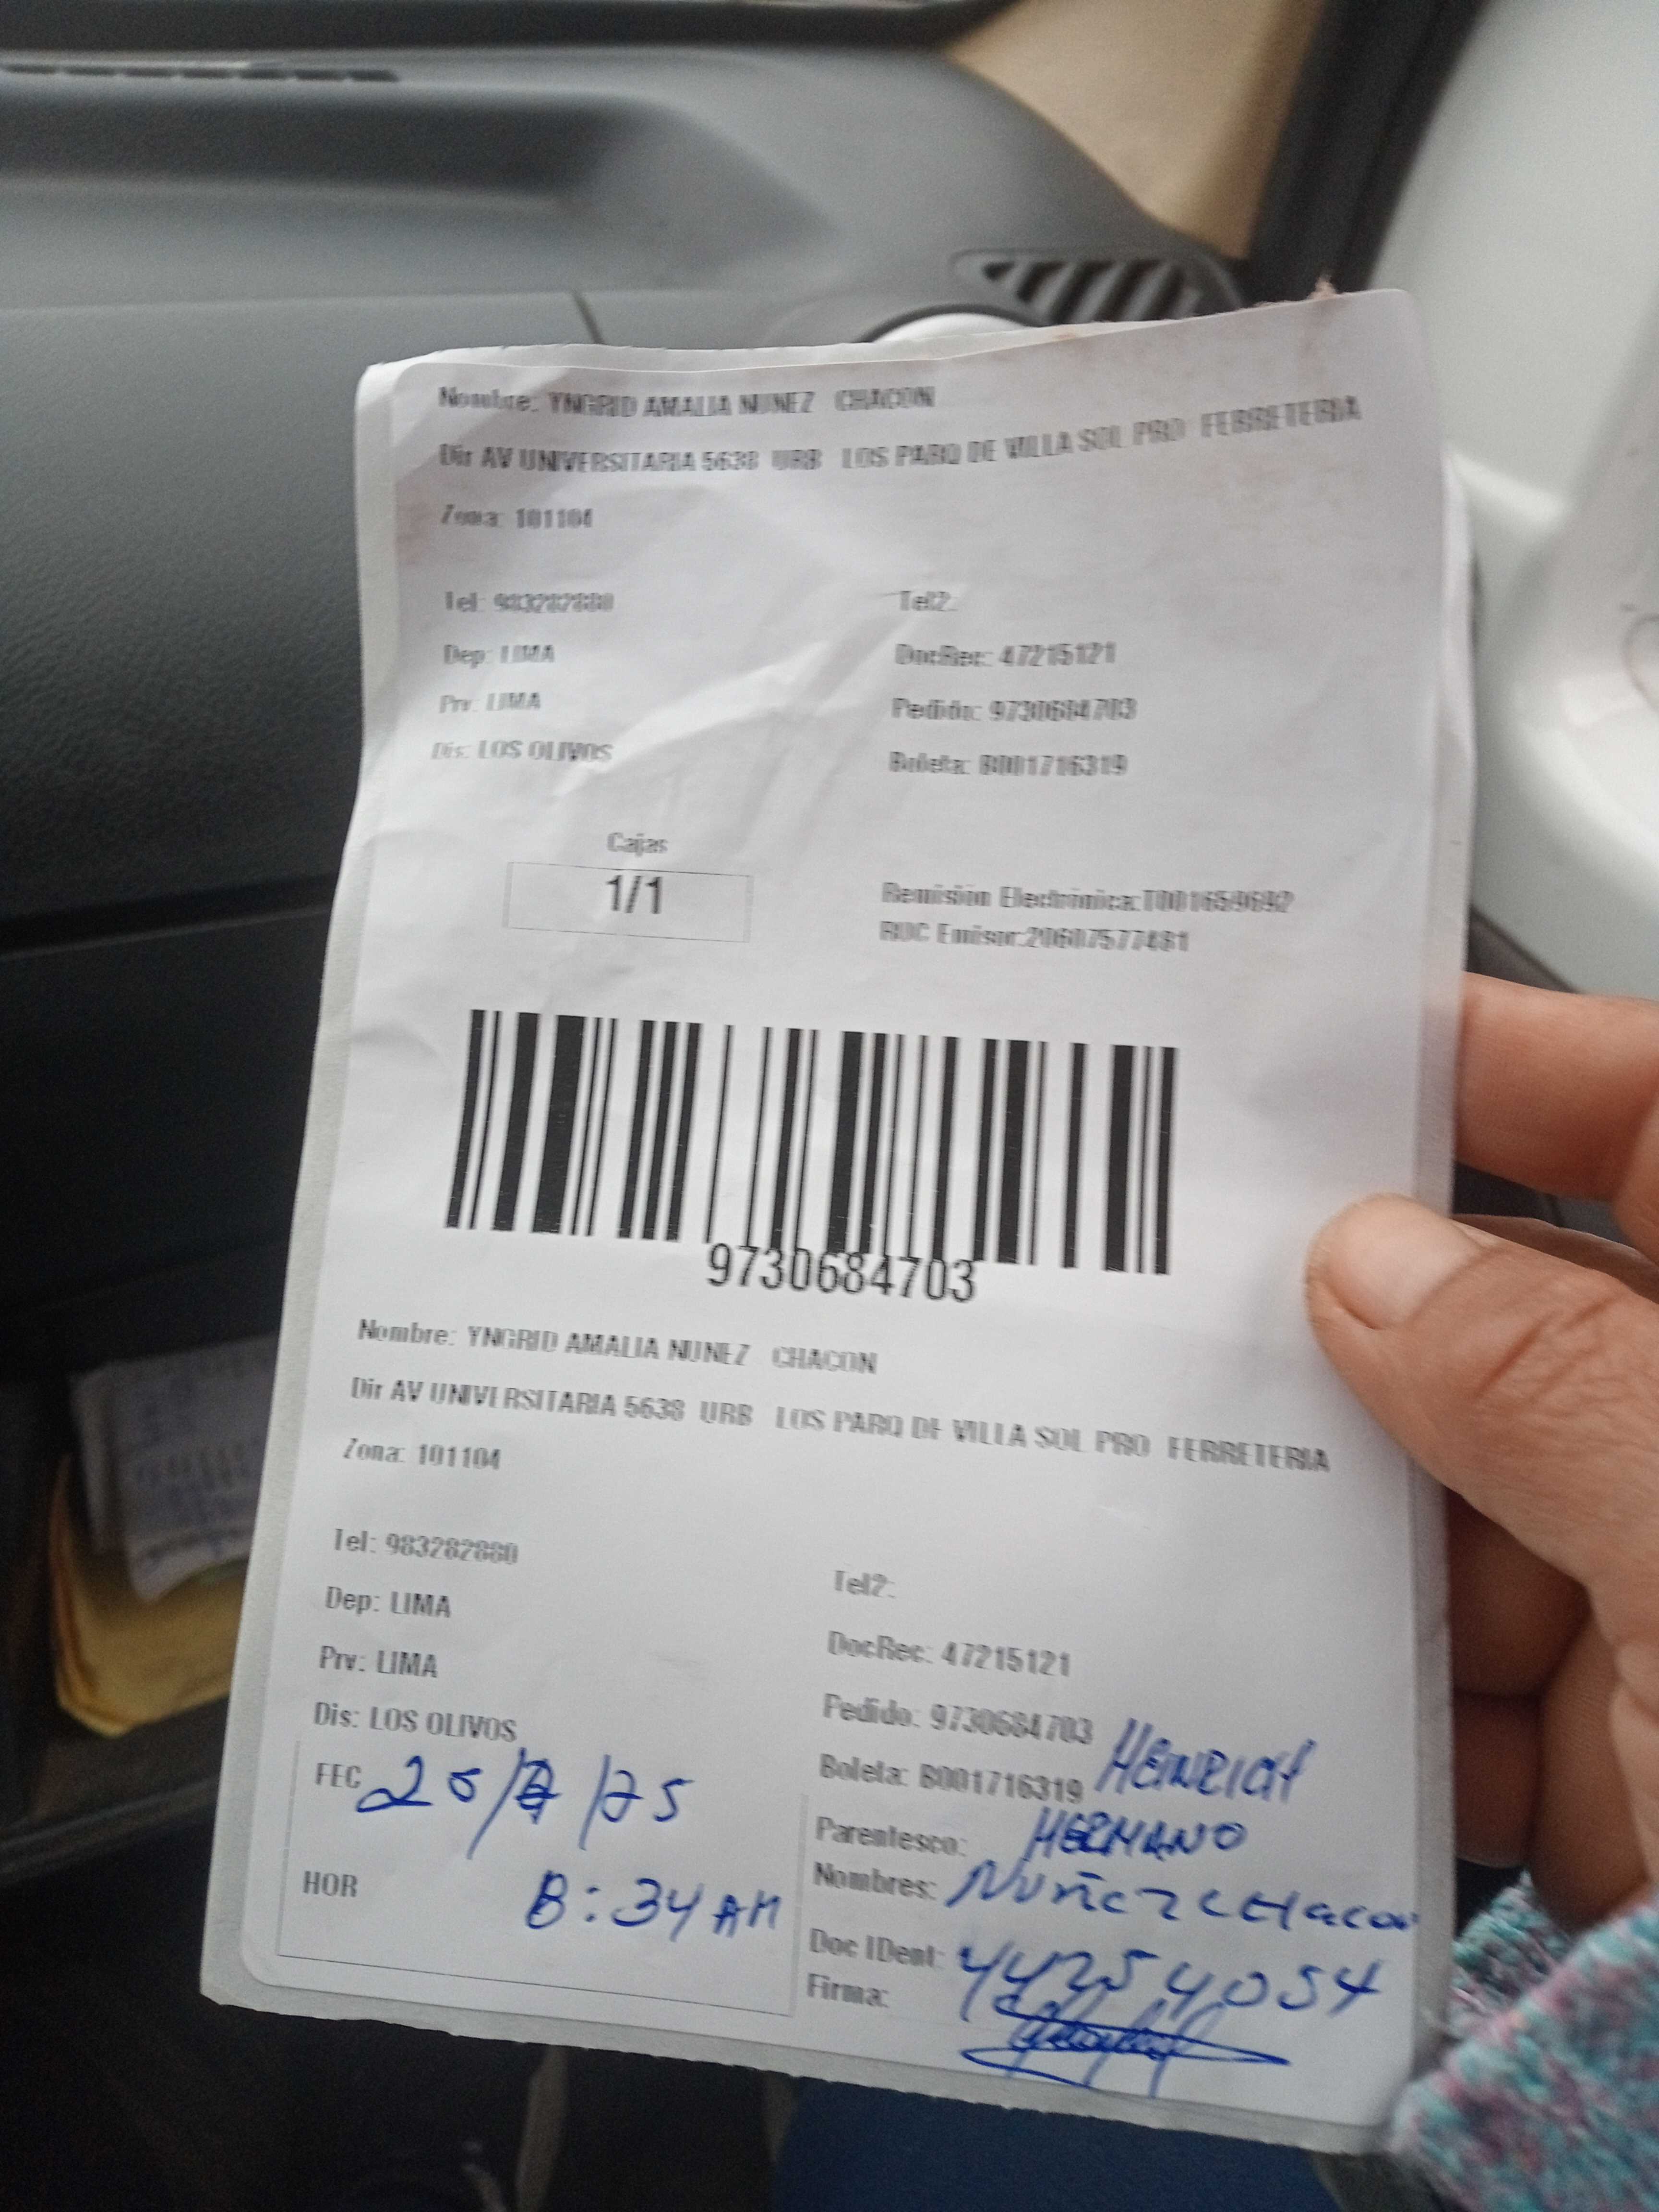 Nombre: YNGRID AMALIA NUNEZ CHACON
Dir AV UNIVERSITARIA 5638 URB LOS PARQ DE VILLA SOL PRO FERRETERIA
Zona: 101104
Tel: 983282880 Tel2:
Dep: LIMA DocRec: 47215121
Prv: LIMA Pedido: 9730684703
Dis: LOS OLIVOS Boleta: B001716319
Cajas
1/1
Remisión Electrónica:T001659692
RUC Emisor:20607577481
9730684703
Nombre: YNGRID AMALIA NUNEZ CHACON
Dir AV UNIVERSITARIA 5638 URB LOS PARQ DE VILLA SOL PRO FERRETERIA
Zona: 101104
Tel: 983282880 Tel2:
Dep: LIMA DocRec: 47215121
Prv: LIMA Pedido: 9730684703
Dis: LOS OLIVOS Boleta: B001716319 HEINRICH
FEC Parentesco: HERMANO
HOR 8:34 AM Nombres: Nuñez CHacon
Doc IDent: 44254054
Firma: